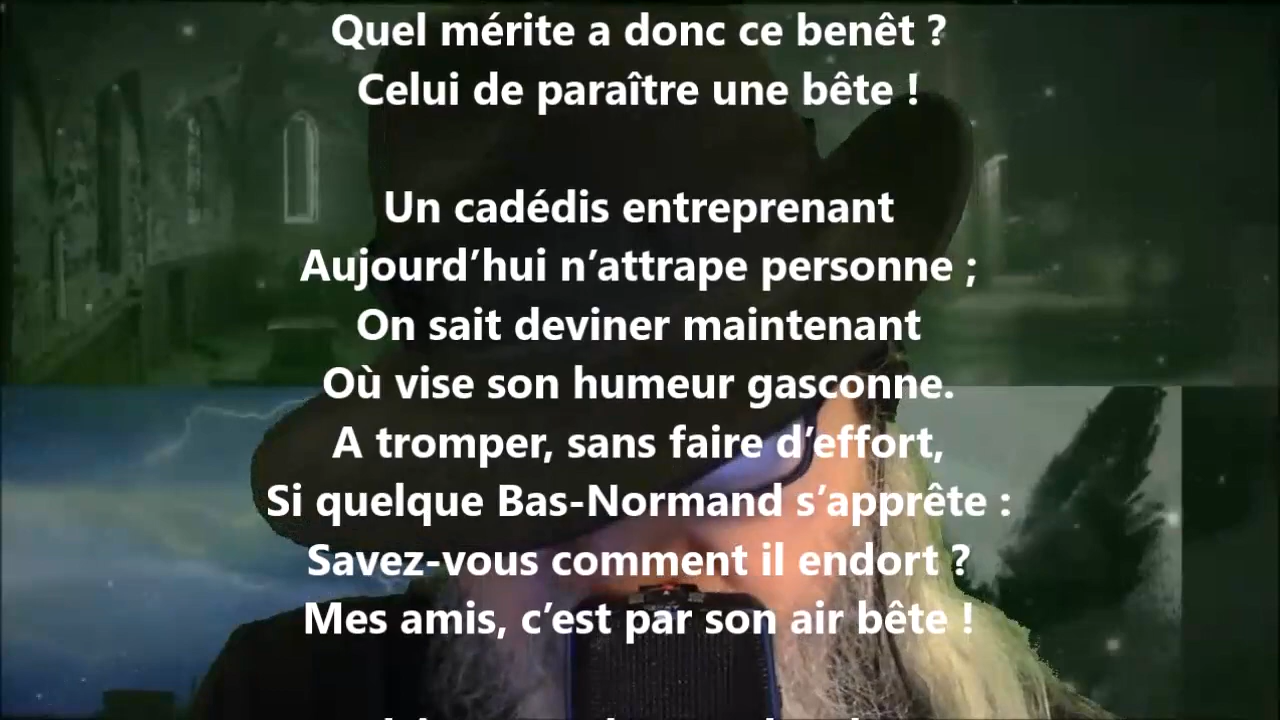 Quel mérite a donc ce benêt ?
Celui de paraître une bête !
Un cadédis entreprenant
Aujourd’hui n’attrape personne ;
On sait deviner maintenant
Où vise son humeur gasconne.
A tromper, sans faire d’effort,
Si quelque Bas-Normand s’apprête :
Savez-vous comment il endort ?
Mes amis, c’est par son air bête !